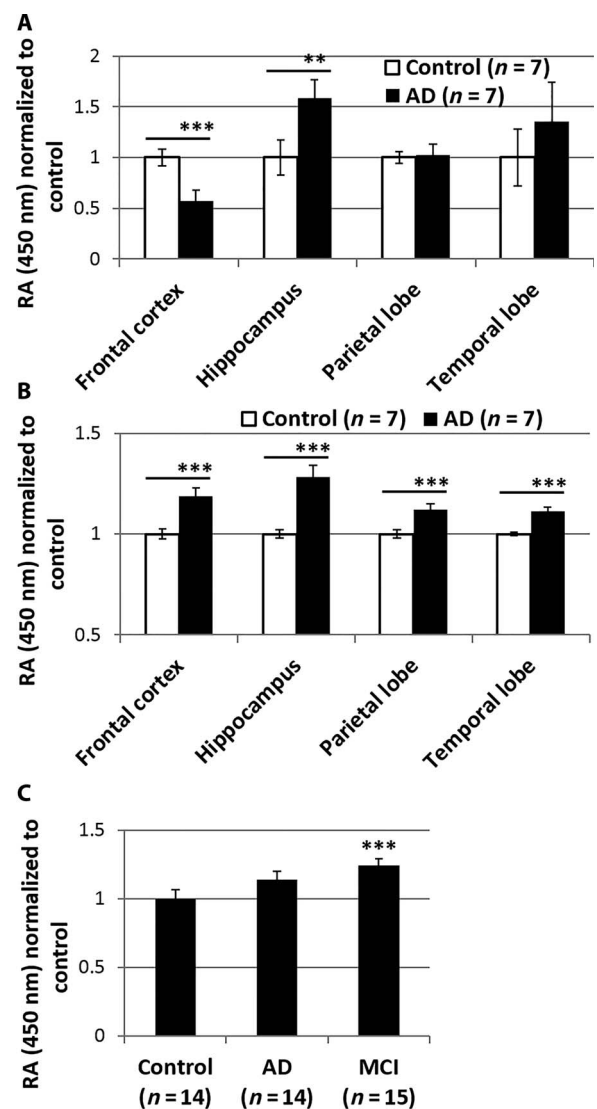 A
RA (450 nm) normalized to
control
2
1.5
1
0.5
0
Control (n = 7)
AD (n = 7)
***
**
Frontal cortex
Hippocampus
Parietal lobe
Temporal lobe
B
RA (450 nm) normalized to
control
Control (n = 7) AD (n = 7)
1.5
1
0.5
***
***
***
***
Frontal cortex
Hippocampus
Parietal lobe
Temporal lobe
C
RA (450 nm) normalized to
control
1.5
1
0.5
0
***
Control AD MCI
(n = 14) (n = 14) (n = 15)